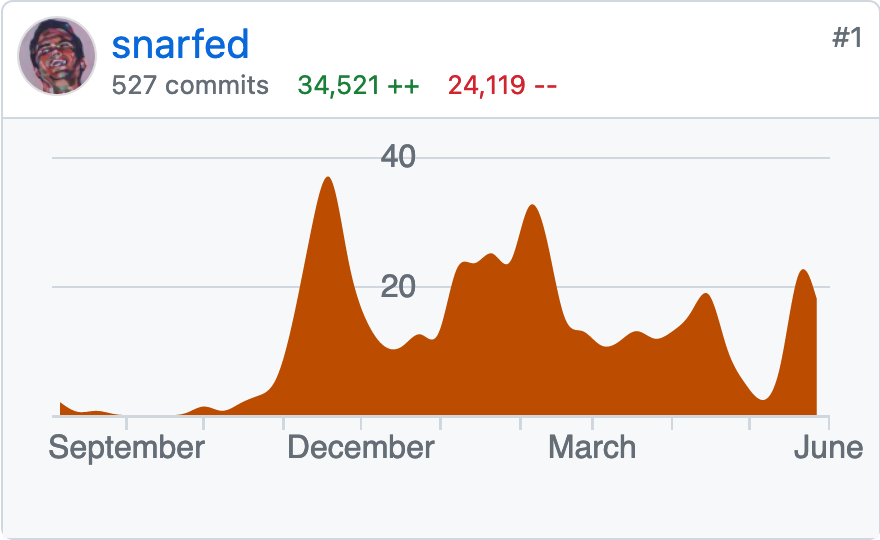 snarfed
#1
527 commits 34,521 ++ 24,119 --
40
20
September December March June